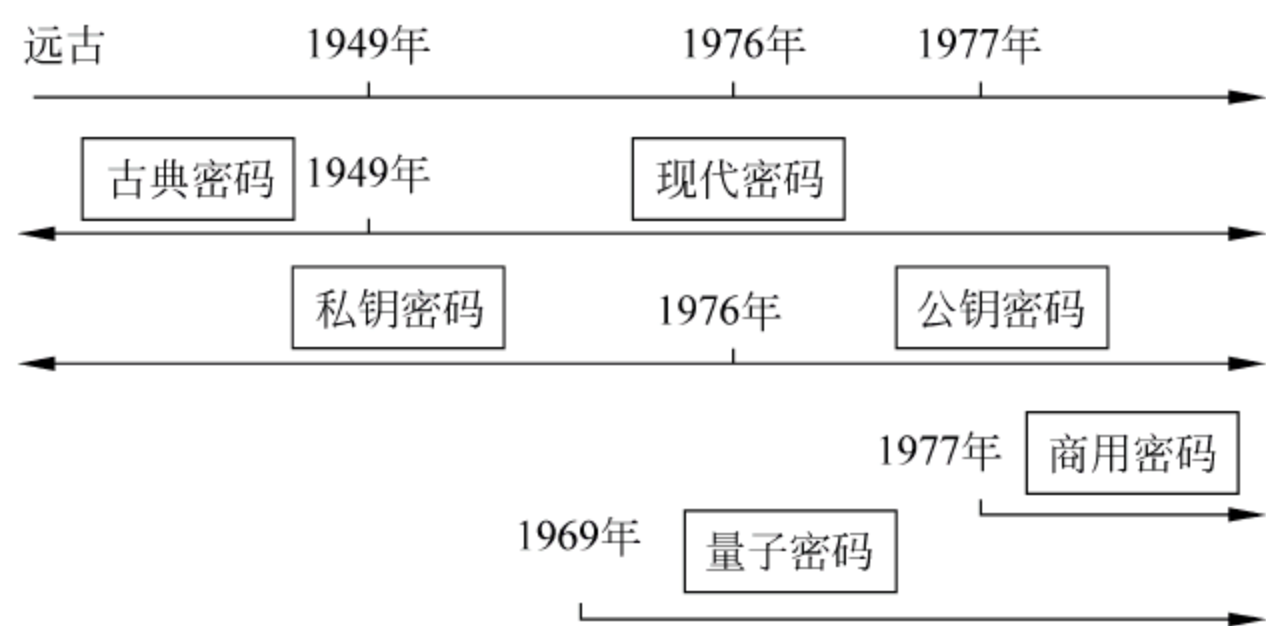 远古 1949年 1976年 1977年
古典密码 1949年 现代密码
私钥密码 1976年 公钥密码
1977年 商用密码
1969年 量子密码